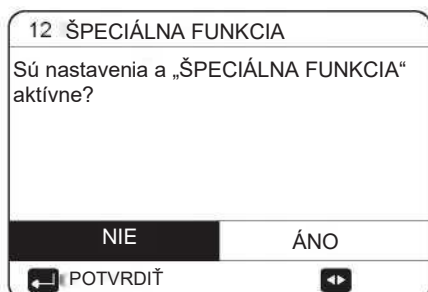 12 ŠPECIÁLNA FUNKCIA
Sú nastavenia a „ŠPECIÁLNA FUNKCIA“
aktívne?
NIE ÁNO
POTVRDIŤ